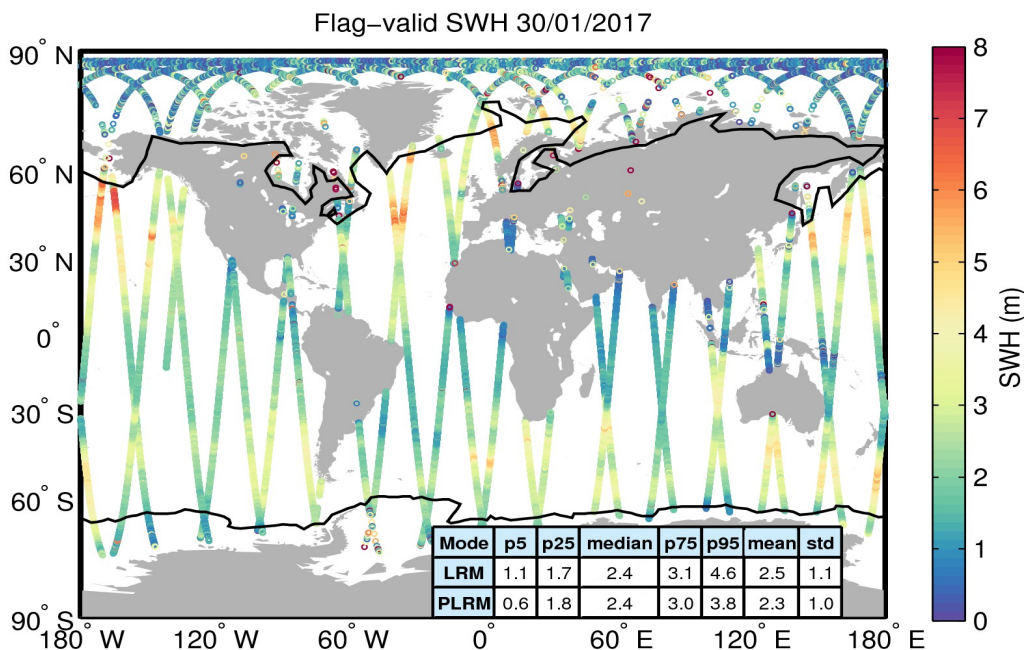 Flag-valid SWH 30/01/2017
90° N
60° N
30° N
0°
30° S
60° S
90° S
180° W
120° W
60° W
0°
60° E
120° E
180° E
Mode p5 p25 median p75 p95 mean std
LRM 1.1 1.7 2.4 3.1 4.6 2.5 1.1
PLRM 0.6 1.8 2.4 3.0 3.8 2.3 1.0
8
7
6
5
4
3
2
1
0
SWH (m)